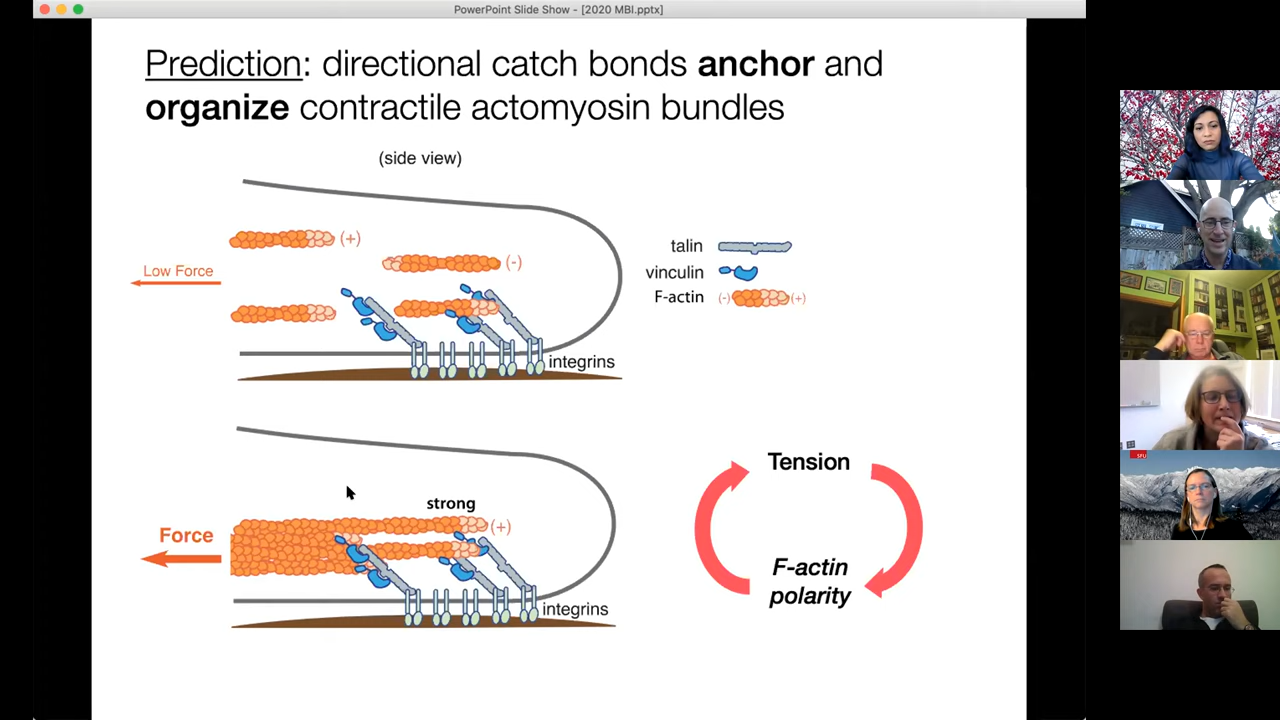 PowerPoint Slide Show - [2020 MBI.pptx]
Prediction: directional catch bonds anchor and
organize contractile actomyosin bundles
(side view)
(+)
(-)
Low Force
integrins
talin
vinculin
F-actin (-) (+)
strong
(+)
Force
integrins
Tension
F-actin
polarity
SFU